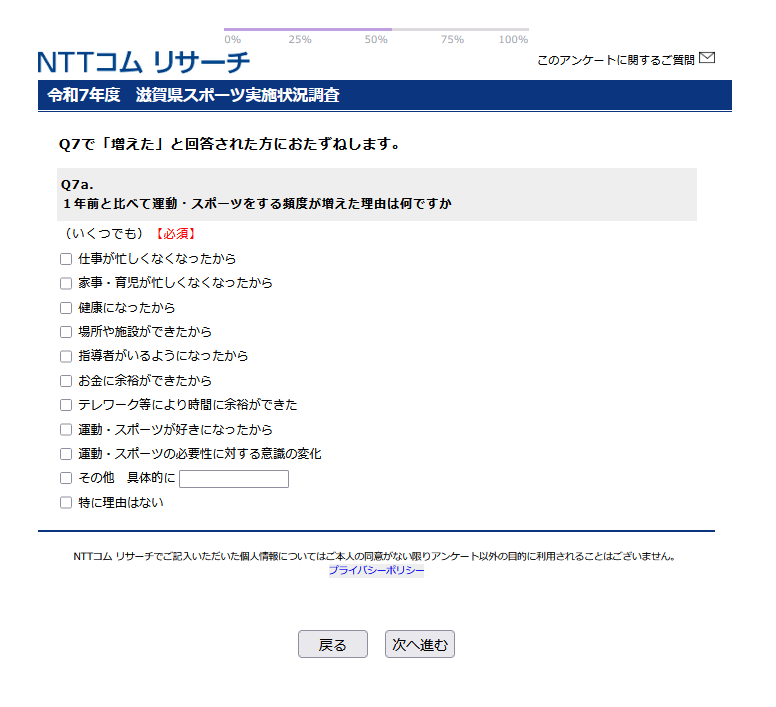 0% 25% 50% 75% 100%
NTTコム リサーチ
このアンケートに関するご質問
令和7年度　滋賀県スポーツ実施状況調査
Q7で「増えた」と回答された方におたずねします。
Q7a.
１年前と比べて運動・スポーツをする頻度が増えた理由は何ですか
（いくつでも）【必須】
仕事が忙しくなくなったから
家事・育児が忙しくなくなったから
健康になったから
場所や施設ができたから
指導者がいるようになったから
お金に余裕ができたから
テレワーク等により時間に余裕ができた
運動・スポーツが好きになったから
運動・スポーツの必要性に対する意識の変化
その他　具体的に
特に理由はない
NTTコム リサーチでご記入いただいた個人情報についてはご本人の同意がない限りアンケート以外の目的に利用されることはございません。
プライバシーポリシー
戻る 次へ進む